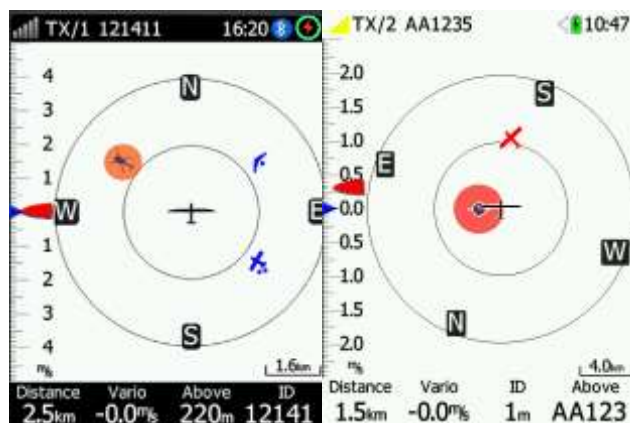 TX/1 121411 16:20
4
3
2
1
1
2
3
4
m/s
N
W
E
S
1.6km
Distance Vario Above ID
2.5km -0.0m/s 220m 12141
TX/2 AA1235 10:47
2.0
1.5
1.0
0.5
0.0
0.5
1.0
1.5
2.0
m/s
S
E
W
N
4.0km
Distance Vario ID Above
1.5km -0.0m/s 1m AA123